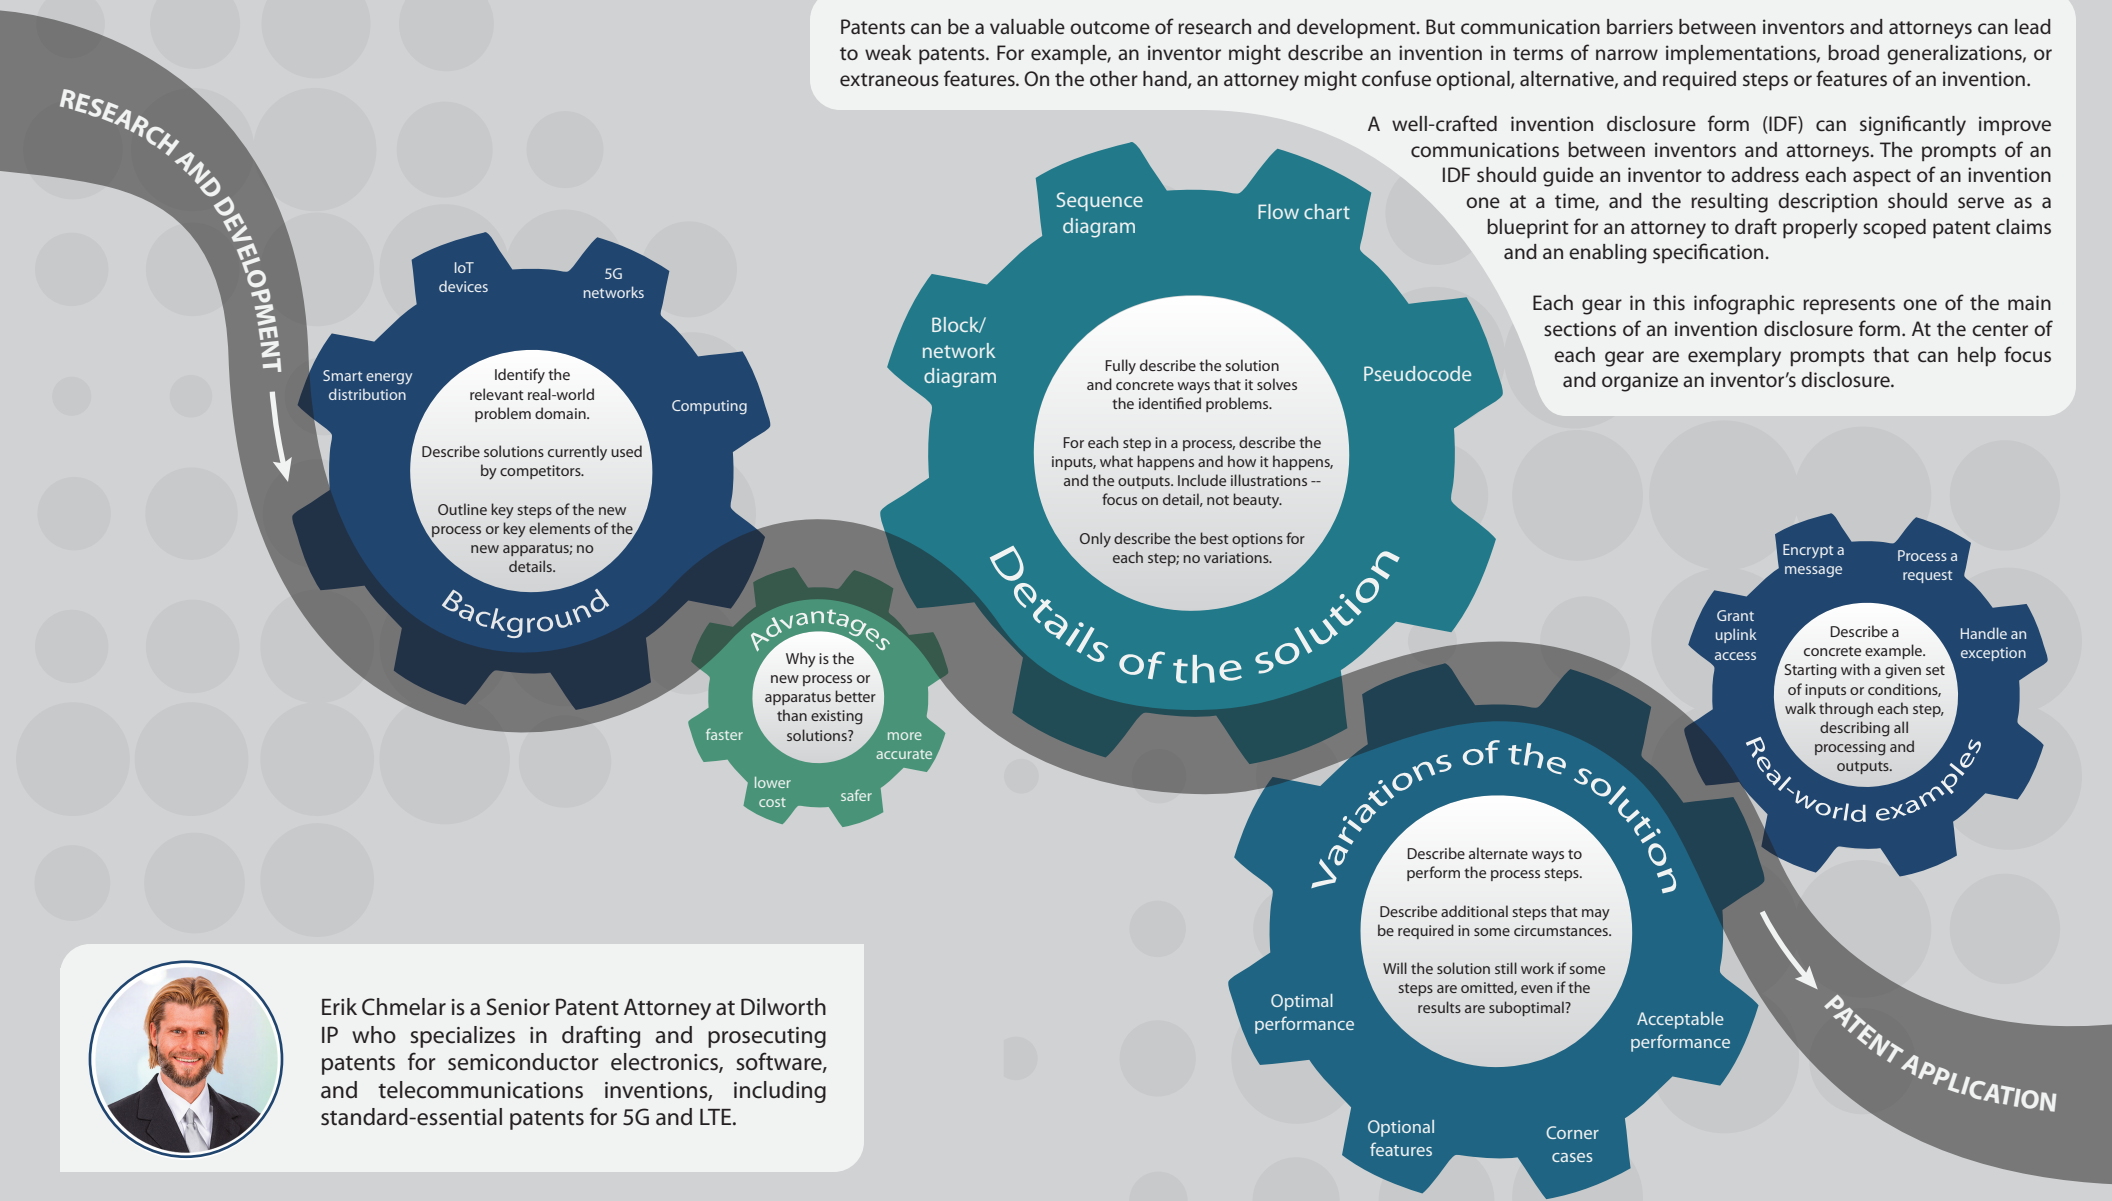 Patents can be a valuable outcome of research and development. But communication barriers between inventors and attorneys can lead
to weak patents. For example, an inventor might describe an invention in terms of narrow implementations, broad generalizations, or
extraneous features. On the other hand, an attorney might confuse optional, alternative, and required steps or features of an invention.
A well-crafted invention disclosure form (IDF) can significantly improve
communications between inventors and attorneys. The prompts of an
IDF should guide an inventor to address each aspect of an invention
one at a time, and the resulting description should serve as a
blueprint for an attorney to draft properly scoped patent claims
and an enabling specification.
Each gear in this infographic represents one of the main
sections of an invention disclosure form. At the center of
each gear are exemplary prompts that can help focus
and organize an inventor's disclosure.
RESEARCH AND DEVELOPMENT
Smart energy
distribution
IoT
devices
5G
networks
Computing
Identify the
relevant real-world
problem domain.
Describe solutions currently used
by competitors.
Outline key steps of the new
process or key elements of the
new apparatus; no
details.
Background
Advantages
Why is the
new process or
apparatus better
than existing
solutions?
faster
lower
cost
safer
more
accurate
Block/
network
diagram
Sequence
diagram
Flow chart
Pseudocode
Fully describe the solution
and concrete ways that it solves
the identified problems.
For each step in a process, describe the
inputs, what happens and how it happens,
and the outputs. Include illustrations --
focus on detail, not beauty.
Only describe the best options for
each step; no variations.
Details of the solution
Variations of the solution
Describe alternate ways to
perform the process steps.
Describe additional steps that may
be required in some circumstances.
Will the solution still work if some
steps are omitted, even if the
results are suboptimal?
Optimal
performance
Optional
features
Corner
cases
Acceptable
performance
Grant
uplink
access
Encrypt a
message
Process a
request
Handle an
exception
Describe a
concrete example.
Starting with a given set
of inputs or conditions,
walk through each step,
describing all
processing and
outputs.
Real-world examples
PATENT APPLICATION
Erik Chmelar is a Senior Patent Attorney at Dilworth
IP who specializes in drafting and prosecuting
patents for semiconductor electronics, software,
and telecommunications inventions, including
standard-essential patents for 5G and LTE.